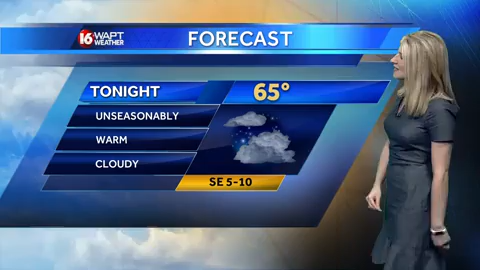 16 WAPT
WEATHER
FORECAST
TONIGHT
65°
UNSEASONABLY
WARM
CLOUDY
SE 5-10